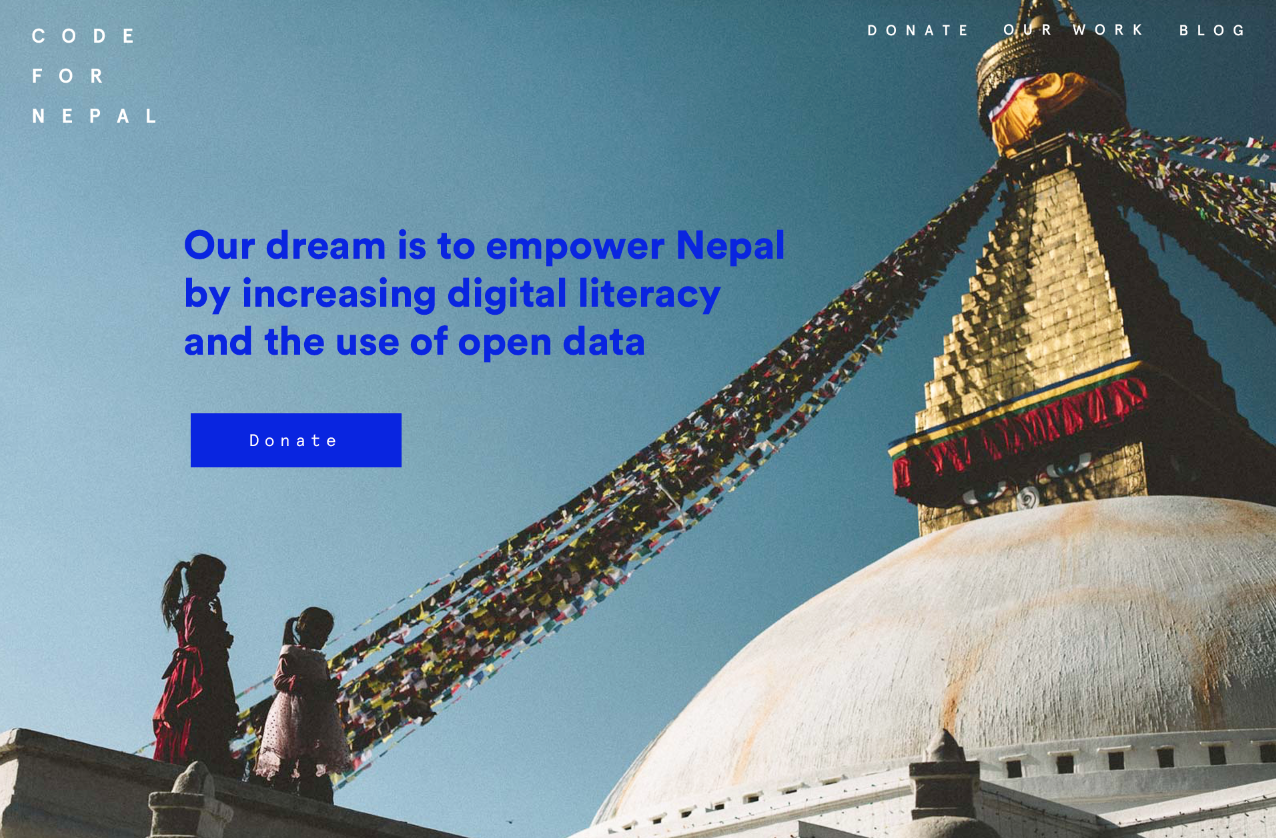 CODE
FOR
NEPAL
DONATE OUR WORK BLOG
Our dream is to empower Nepal
by increasing digital literacy
and the use of open data
Donate